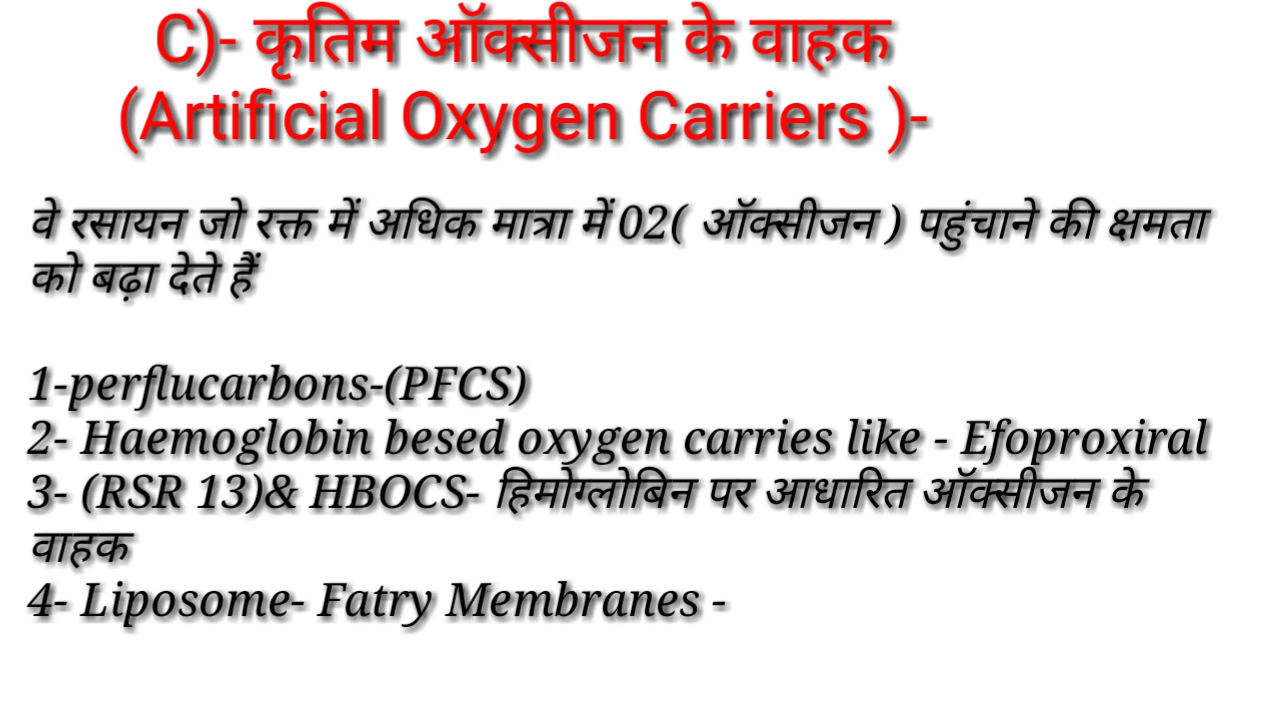 C)- कृतिम ऑक्सीजन के वाहक
(Artificial Oxygen Carriers )-
वे रसायन जो रक्त में अधिक मात्रा में 02( ऑक्सीजन ) पहुंचाने की क्षमता
को बढ़ा देते हैं
1-perflucarbons-(PFCS)
2- Haemoglobin besed oxygen carries like - Efoproxiral
3- (RSR 13)& HBOCS- हिमोग्लोबिन पर आधारित ऑक्सीजन के
वाहक
4- Liposome- Fatry Membranes -